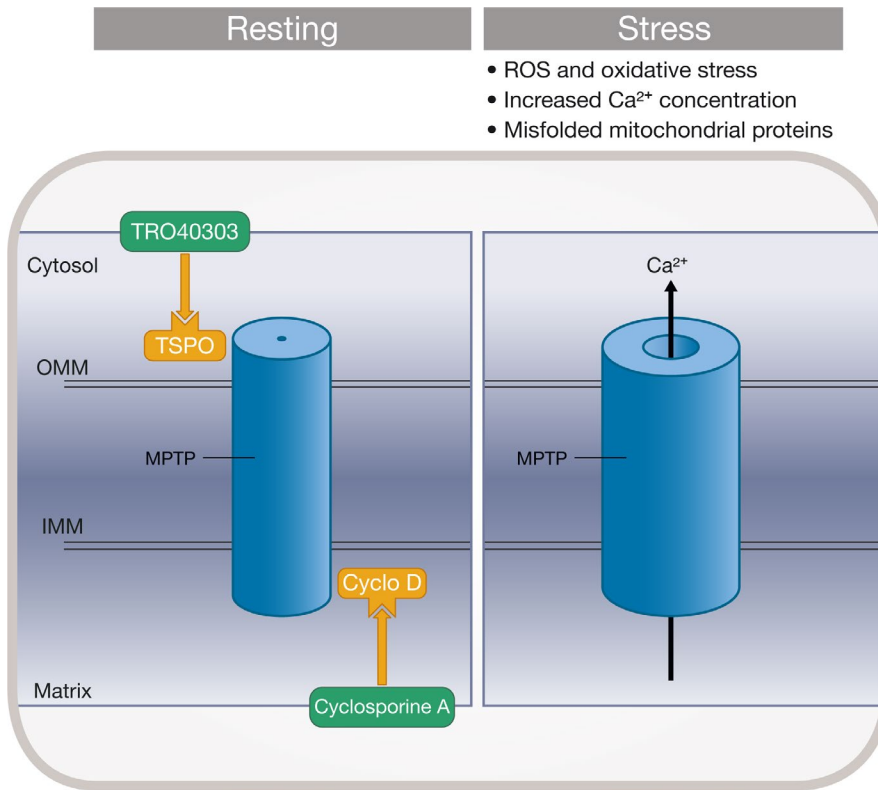 Resting
Stress
• ROS and oxidative stress
• Increased Ca²⁺ concentration
• Misfolded mitochondrial proteins
TRO40303
Cytosol
TSPO
OMM
MPTP
IMM
Cyclo D
Matrix
Cyclosporine A
Ca²⁺
MPTP